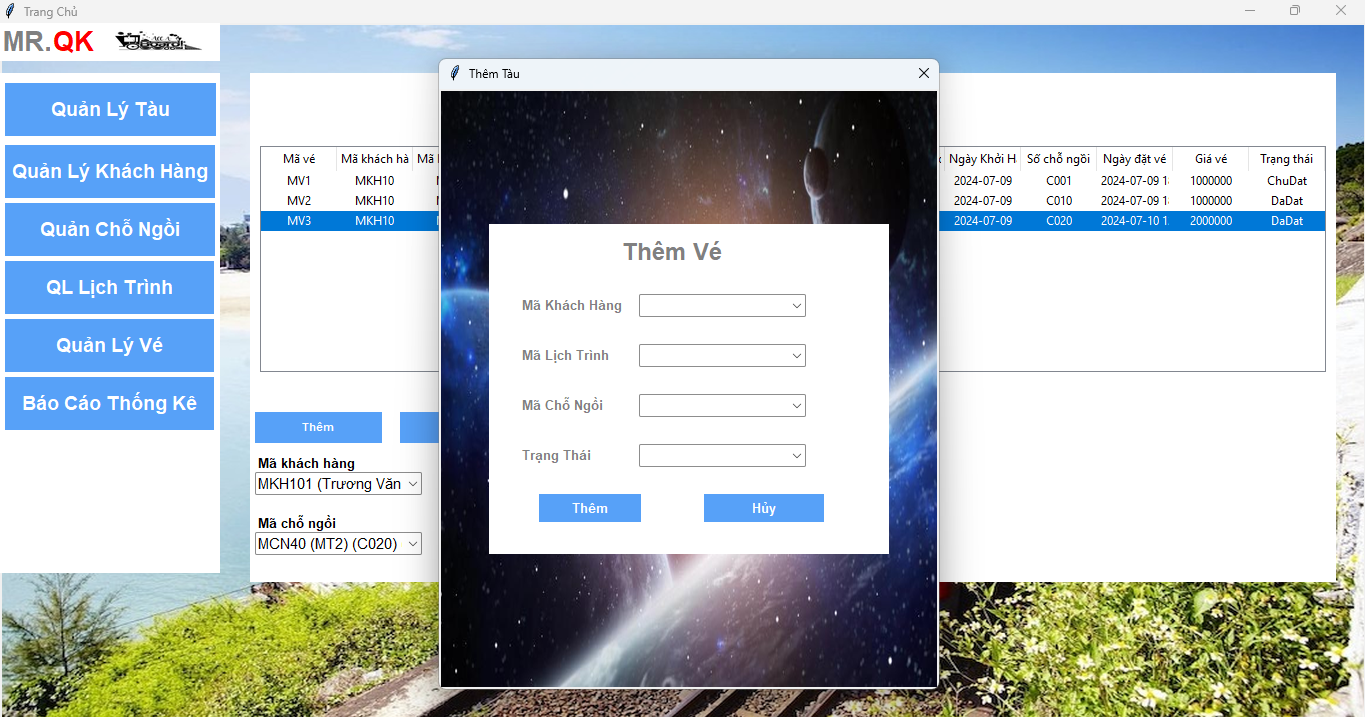 Trang Chủ
MR.QK
Quản Lý Tàu
Quản Lý Khách Hàng
Quản Chỗ Ngồi
QL Lịch Trình
Quản Lý Vé
Báo Cáo Thống Kê
Mã vé Mã khách hà Mã Ngày Khởi H Số chỗ ngồi Ngày đặt vé Giá vé Trạng thái
MV1 MKH10 2024-07-09 C001 2024-07-09 1000000 ChuDat
MV2 MKH10 2024-07-09 C010 2024-07-09 1000000 DaDat
MV3 MKH10 2024-07-09 C020 2024-07-10 1 2000000 DaDat
Thêm
Mã khách hàng
MKH101 (Trương Văn
Mã chỗ ngồi
MCN40 (MT2) (C020)
Thêm Tàu
Thêm Vé
Mã Khách Hàng
Mã Lịch Trình
Mã Chỗ Ngồi
Trạng Thái
Thêm Hủy